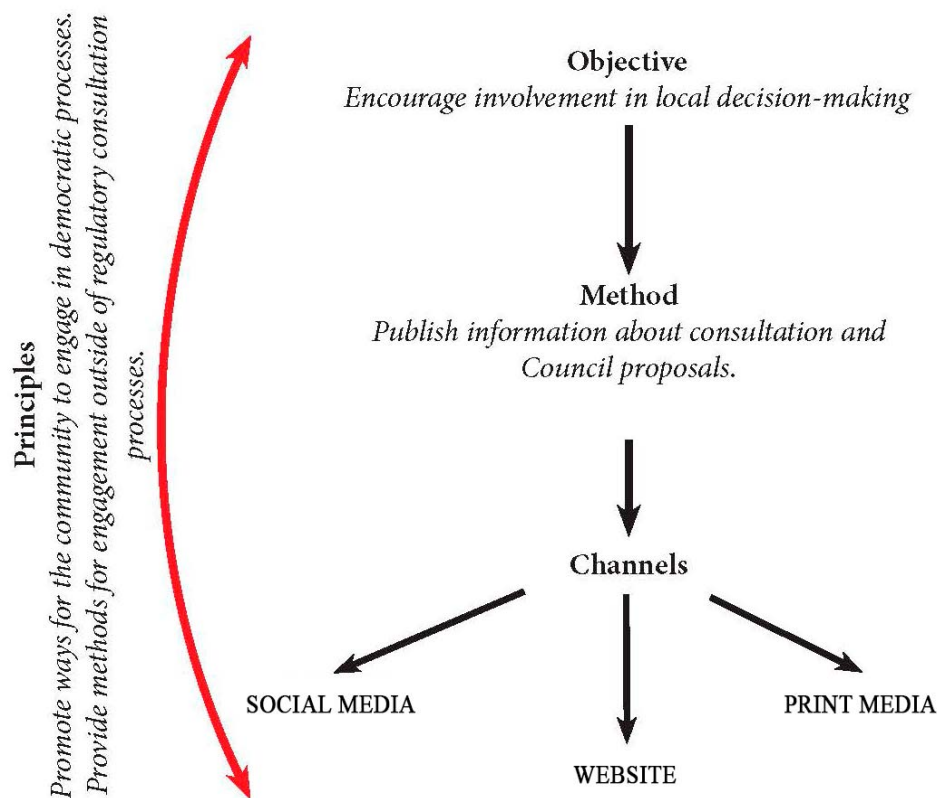 Principles
Promote ways for the community to engage in democratic processes.
Provide methods for engagement outside of regulatory consultation
processes.
Objective
Encourage involvement in local decision-making
Method
Publish information about consultation and
Council proposals.
Channels
SOCIAL MEDIA
PRINT MEDIA
WEBSITE